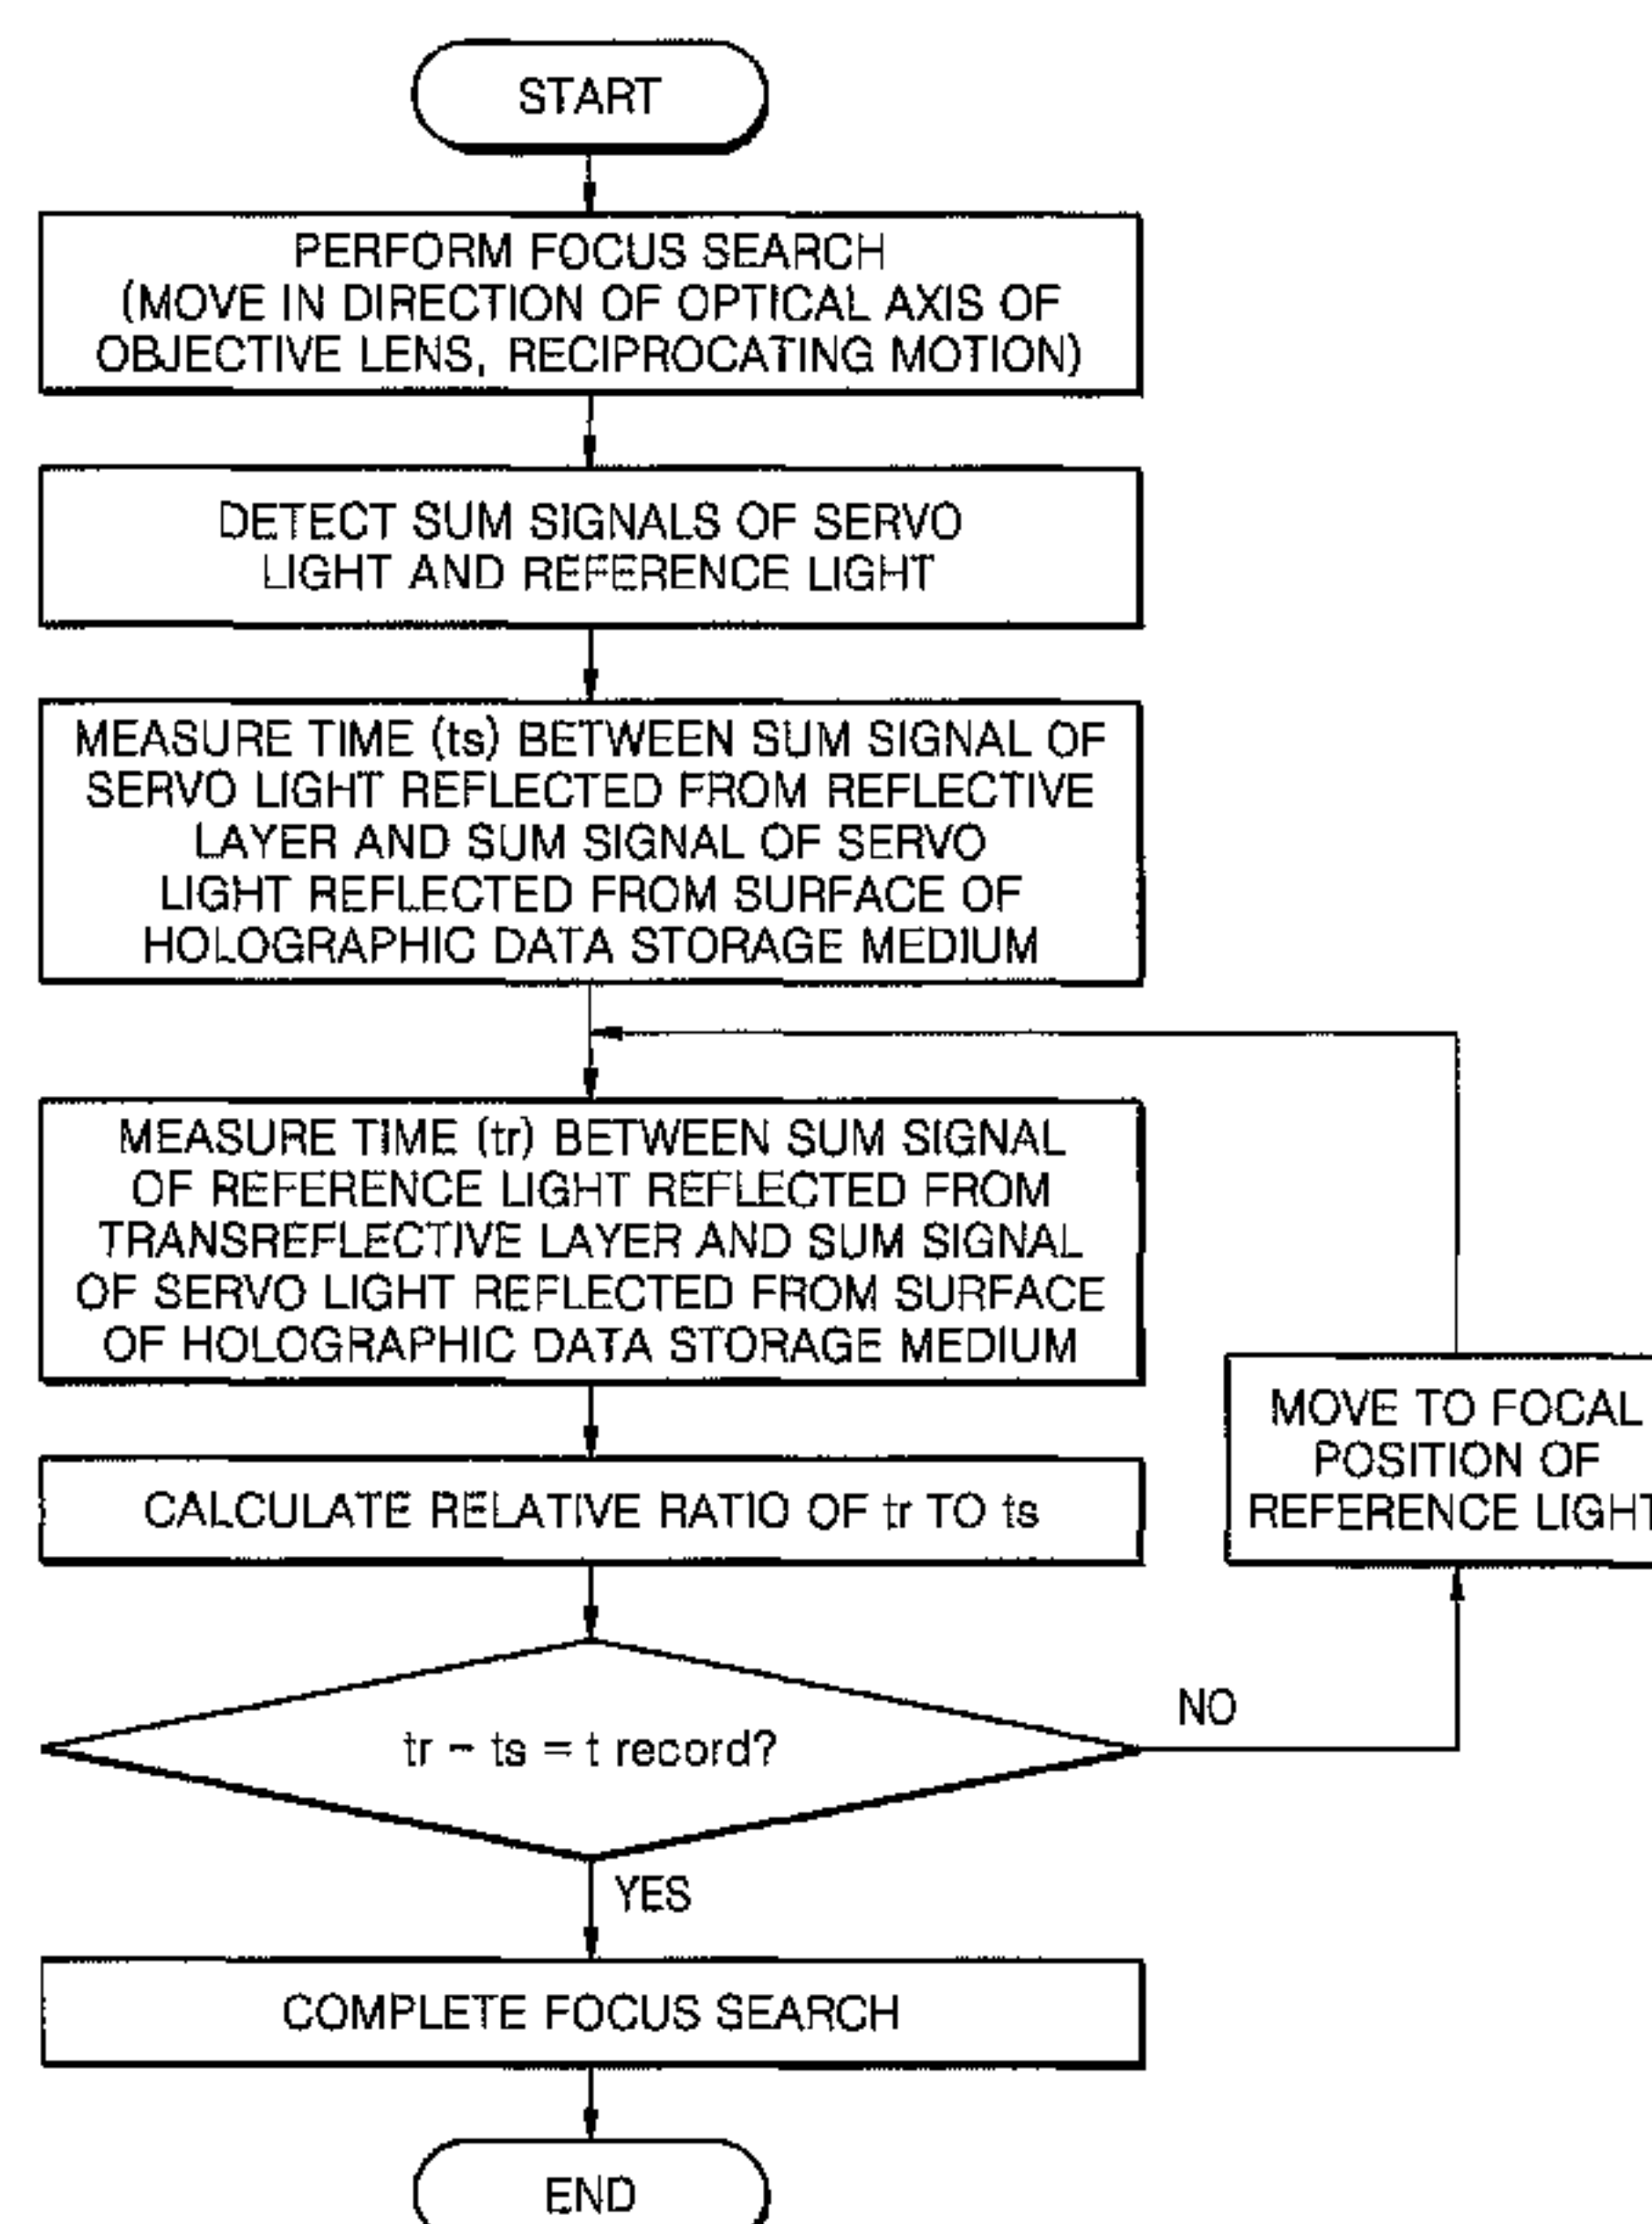 START
PERFORM FOCUS SEARCH
(MOVE IN DIRECTION OF OPTICAL AXIS OF
OBJECTIVE LENS, RECIPROCATING MOTION)
DETECT SUM SIGNALS OF SERVO
LIGHT AND REFERENCE LIGHT
MEASURE TIME (ts) BETWEEN SUM SIGNAL OF
SERVO LIGHT REFLECTED FROM REFLECTIVE
LAYER AND SUM SIGNAL OF SERVO
LIGHT REFLECTED FROM SURFACE OF
HOLOGRAPHIC DATA STORAGE MEDIUM
MEASURE TIME (tr) BETWEEN SUM SIGNAL
OF REFERENCE LIGHT REFLECTED FROM
TRANSREFLECTIVE LAYER AND SUM SIGNAL
OF SERVO LIGHT REFLECTED FROM SURFACE
OF HOLOGRAPHIC DATA STORAGE MEDIUM
MOVE TO FOCAL
POSITION OF
REFERENCE LIGHT
CALCULATE RELATIVE RATIO OF tr TO ts
tr - ts = t record?
NO
YES
COMPLETE FOCUS SEARCH
END